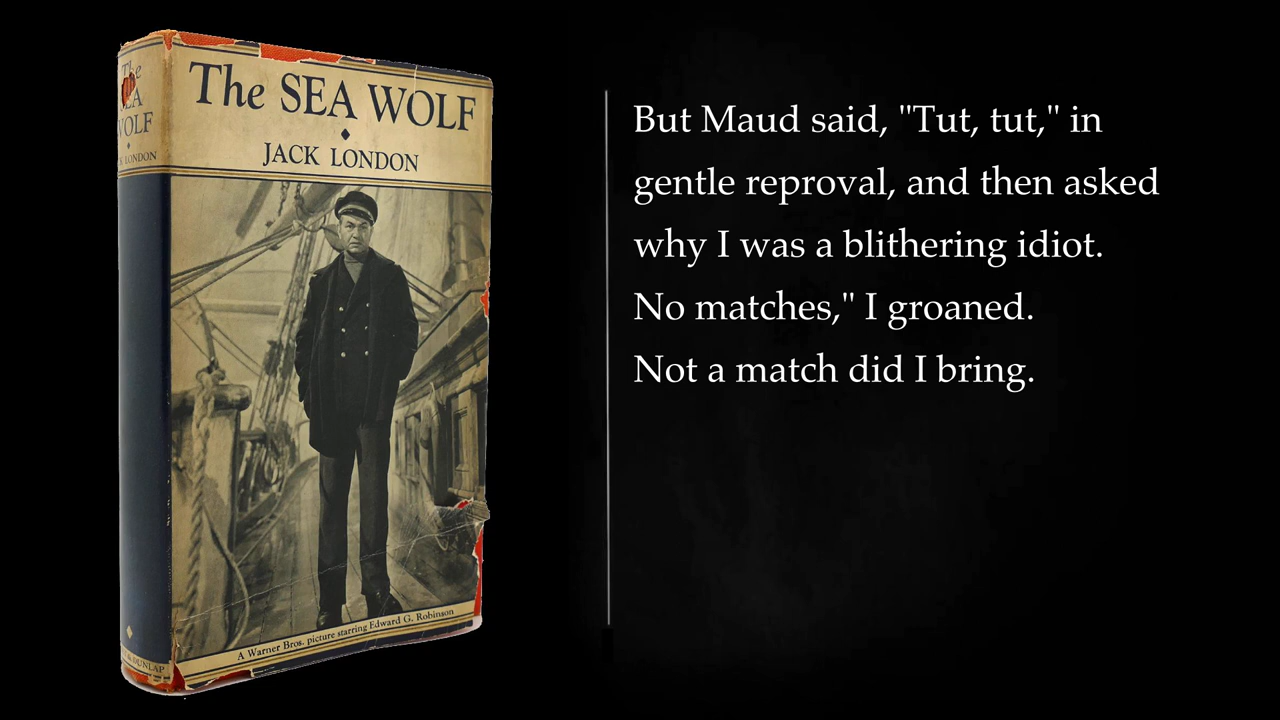 The SEA WOLF
JACK LONDON
A Warner Bros. picture starring Edward G. Robinson
The
SEA
WOLF
LONDON
DUNLAP
But Maud said, "Tut, tut," in
gentle reproval, and then asked
why I was a blithering idiot.
No matches," I groaned.
Not a match did I bring.